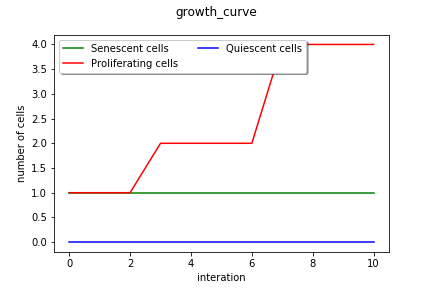 growth_curve
Senescent cells
Quiescent cells
Proliferating cells
number of cells
4.0
3.5
3.0
2.5
2.0
1.5
1.0
0.5
0.0
0 2 4 6 8 10
interation